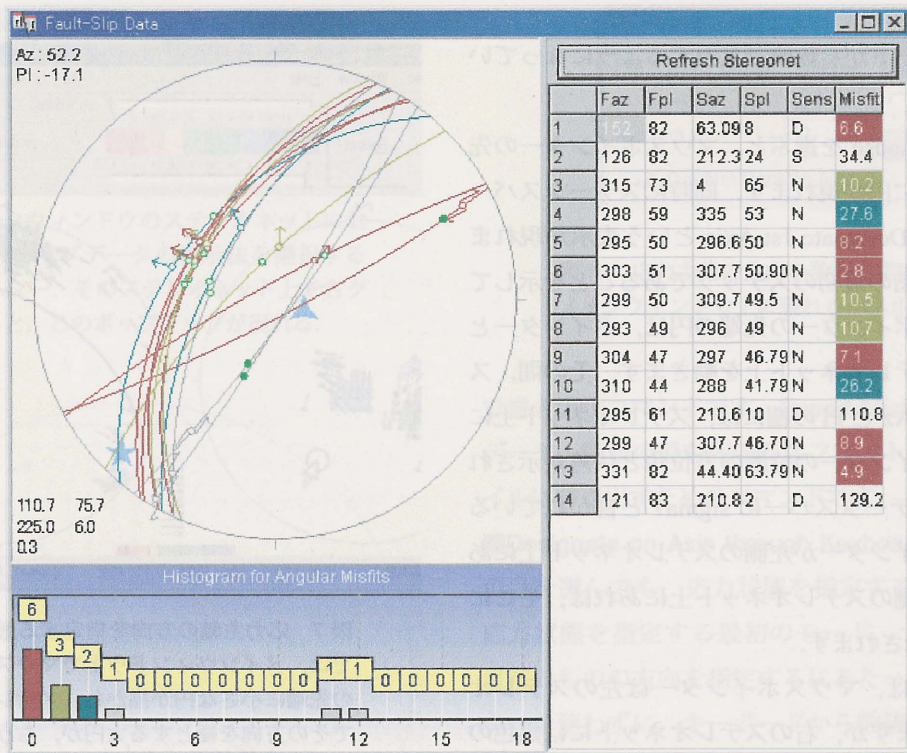 Fault-Slip Data
Az : 52.2
Pl : -17.1
110.7 75.7
225.0 6.0
0.3
Refresh Stereonet
Faz Fpl Saz Spl Sens Misfit
1 152 82 63.09 8 D 6.6
2 126 82 212.3 24 S 34.4
3 315 73 4 65 N 10.2
4 298 59 335 53 N 27.6
5 295 50 296.6 50 N 8.2
6 303 51 307.7 50.90 N 2.8
7 299 50 309.7 49.5 N 10.5
8 293 49 296 49 N 10.7
9 304 47 297 46.79 N 7.1
10 310 44 288 41.79 N 26.2
11 295 61 210.6 10 D 110.8
12 299 47 307.7 46.70 N 8.9
13 331 82 44.40 63.79 N 4.9
14 121 83 210.8 2 D 129.2
Histogram for Angular Misfits
6 3 2 1 0 0 0 0 0 0 0 1 1 0 0 0 0 0 0
0 3 6 9 12 15 18